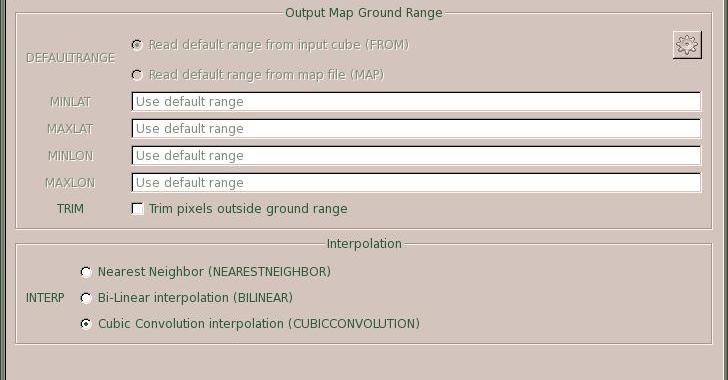 Output Map Ground Range
DEFAULTRANGE
Read default range from input cube (FROM)
Read default range from map file (MAP)
MINLAT Use default range
MAXLAT Use default range
MINLON Use default range
MAXLON Use default range
TRIM Trim pixels outside ground range
Interpolation
INTERP
Nearest Neighbor (NEARESTNEIGHBOR)
Bi-Linear interpolation (BILINEAR)
Cubic Convolution interpolation (CUBICCONVOLUTION)